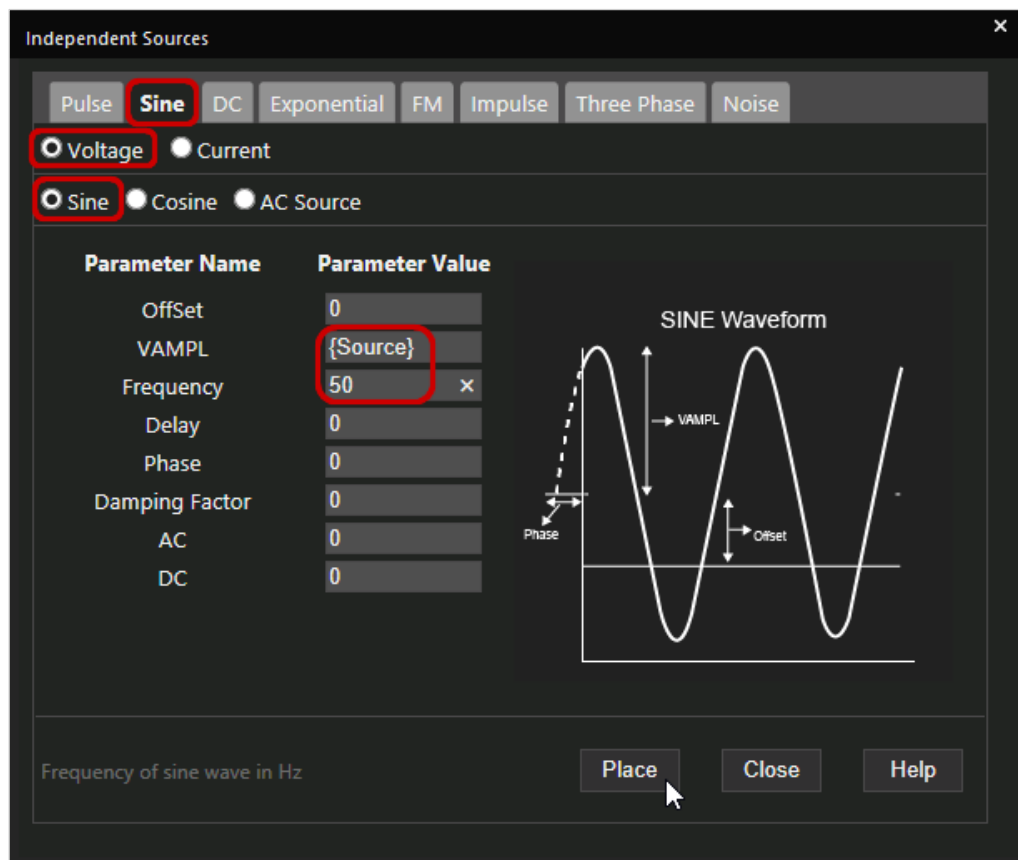 Independent Sources
Pulse Sine DC Exponential FM Impulse Three Phase Noise
Voltage Current
Sine Cosine AC Source
Parameter Name Parameter Value
OffSet 0
VAMPL {Source}
Frequency 50
Delay 0
Phase 0
Damping Factor 0
AC 0
DC 0
SINE Waveform
VAMPL
Phase
Offset
Frequency of sine wave in Hz
Place Close Help